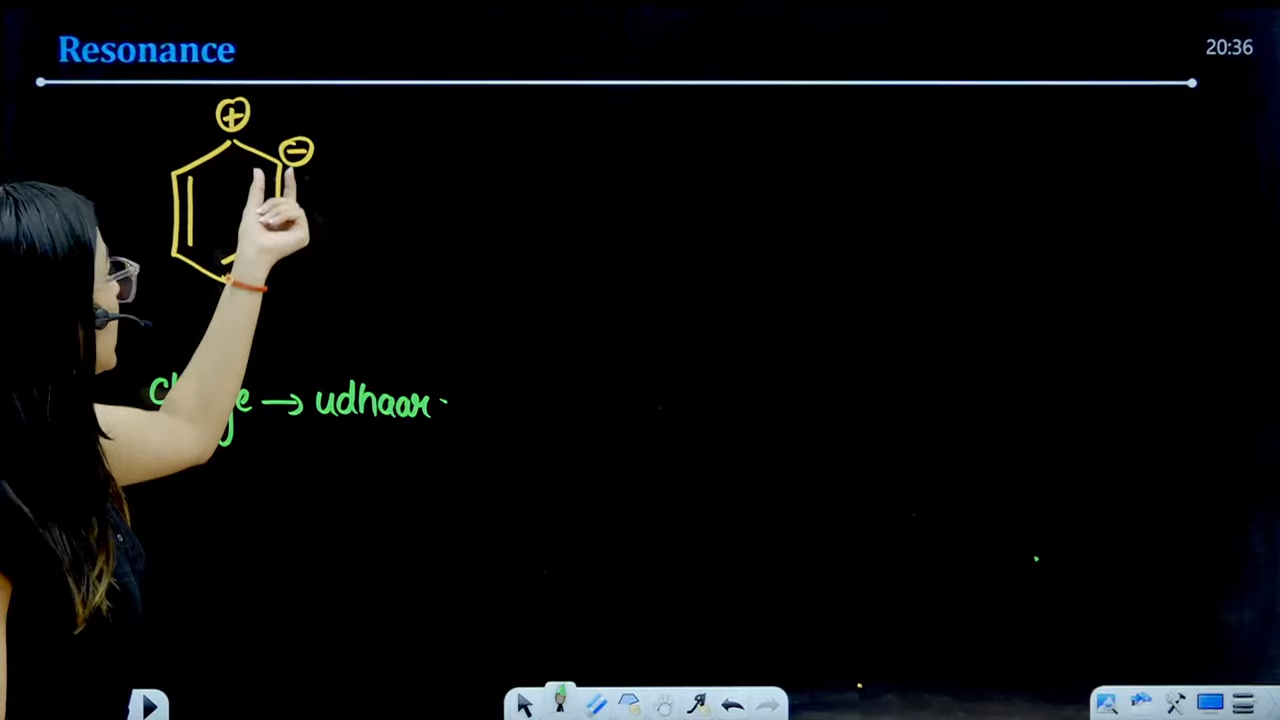 Resonance
20:36
+
−
→ udhaar